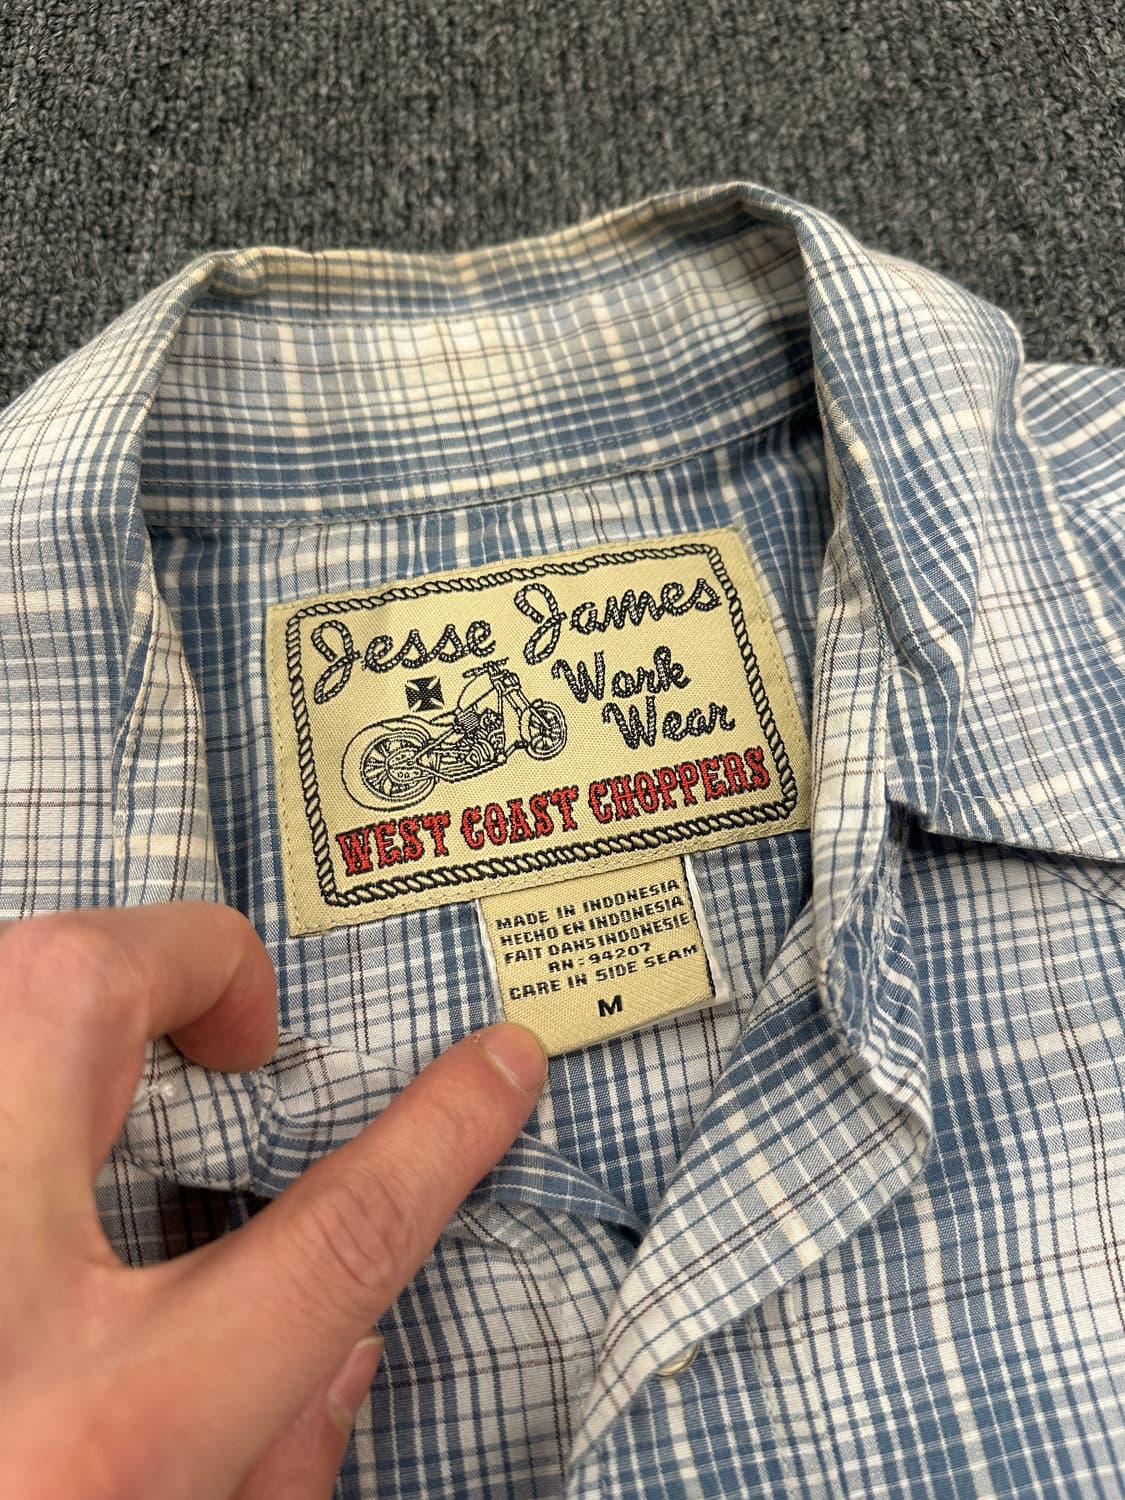 Jesse James
Work
Wear
WEST COAST CHOPPERS
MADE IN INDONESIA
HECHO EN INDONESIA
FAIT DANS INDONESIE
RN: 94207
CARE IN SIDE SEAM
M